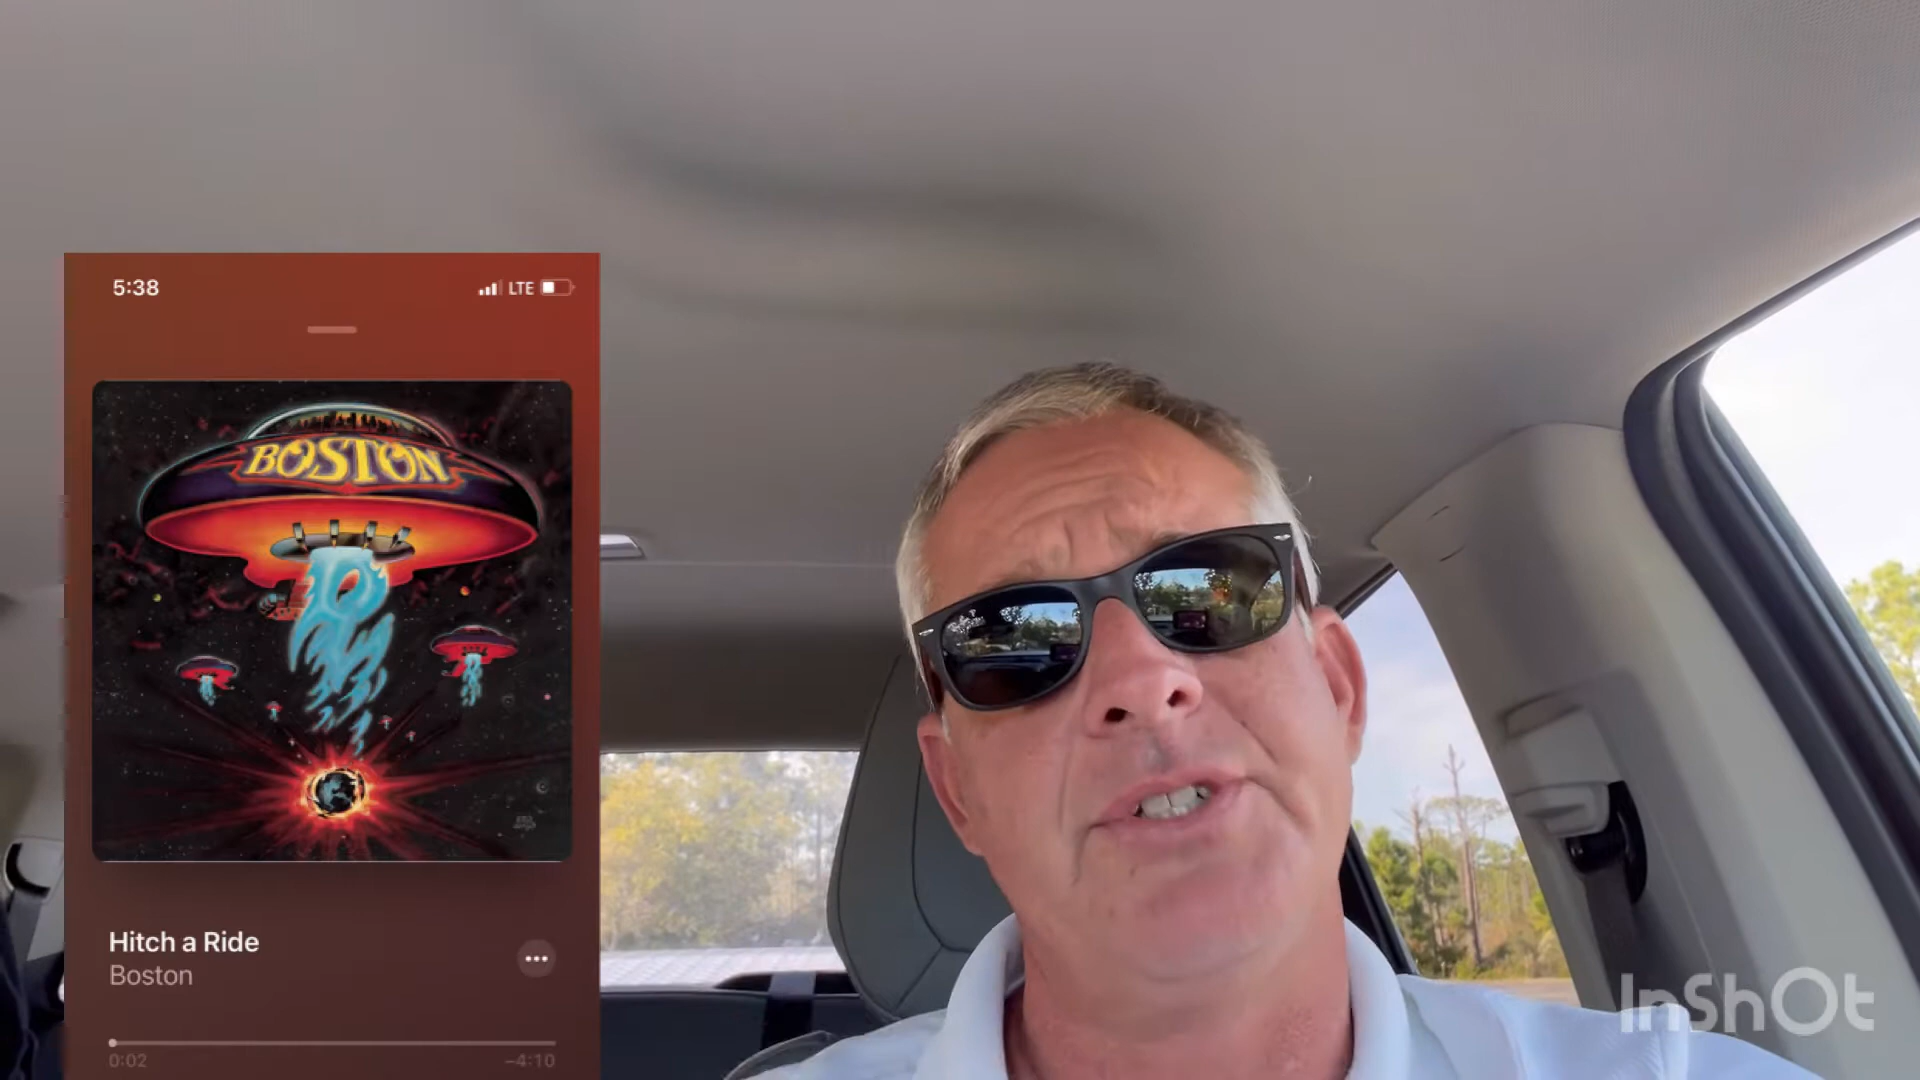 5:38
LTE
BOSTON
Hitch a Ride
Boston
0:02
-4:10
InShOt